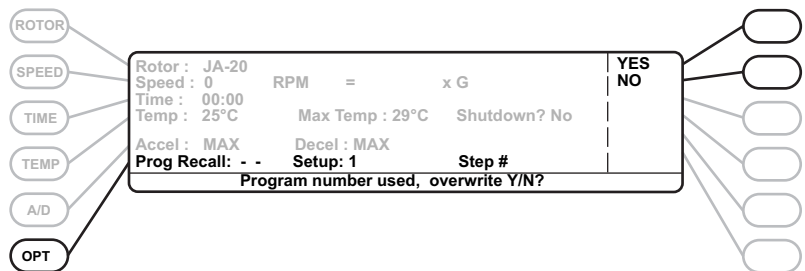 ROTOR
SPEED
TIME
TEMP
A/D
OPT
Rotor : JA-20
Speed : 0 RPM = x G
Time : 00:00
Temp : 25°C Max Temp : 29°C Shutdown? No
Accel : MAX Decel : MAX
Prog Recall: - - Setup: 1 Step #
Program number used, overwrite Y/N?
YES
NO